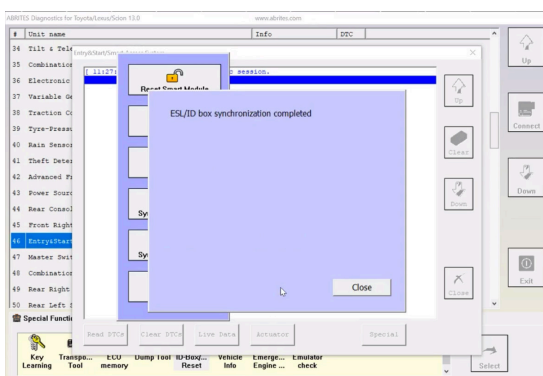 ABRITES Diagnostics for Toyota/Lexus/Scion 13.0 www.abrites.com
# Unit name Info DTC
34 Tilt & Tele
35 Combination
36 Electronic
37 Variable Ge
38 Traction Co
39 Tyre-Pressu
40 Rain Sensor
41 Theft Deter
42 Advanced Fr
43 Power Sourc
44 Rear Consol
45 Front Right
46 Entry&Start
47 Master Swit
48 Combination
49 Rear Right
50 Rear Left S
Entry&Start/Smart
[ 11:27: session.
Reset Smart Module
ESL/ID box synchronization completed
Close
Sy
Sy
Up
Clear
Down
Close
Read DTCs Clear DTCs Live Data Actuator Special
Up
Connect
Down
Exit
Special Functi
Key Learning
Transpo... Tool
ECU memory
Dump Tool
ID-Box/... Reset
Vehicle Info
Emerge... Engine ...
Emulator check
Select